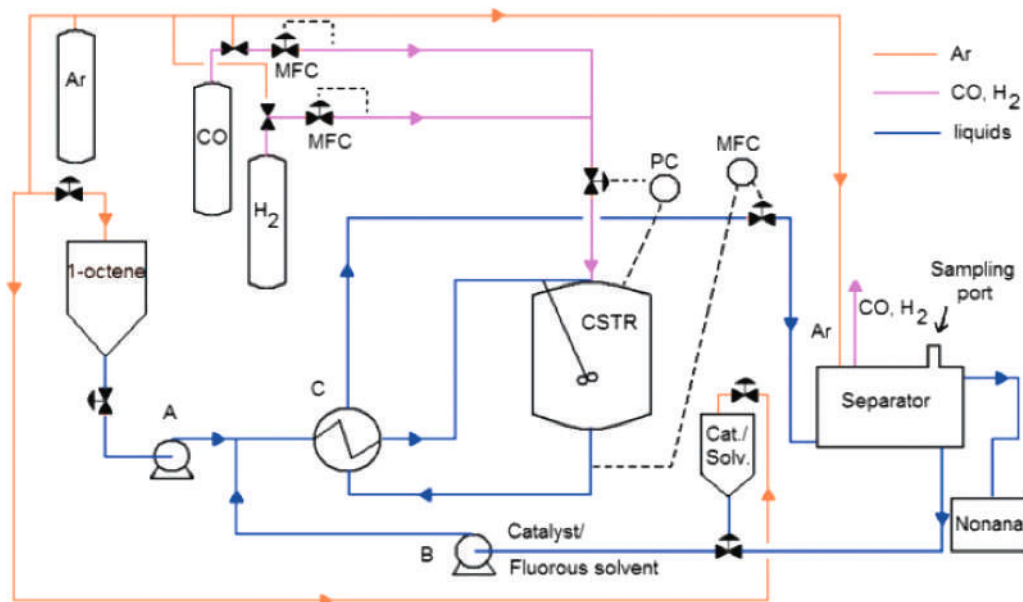 Ar
CO
MFC
H2
MFC
Ar
CO, H2
liquids
PC
MFC
1-octene
CSTR
Sampling
port
CO, H2
Ar
Separator
A
C
Cat./
Solv.
Nonana
B
Catalyst/
Fluorous solvent